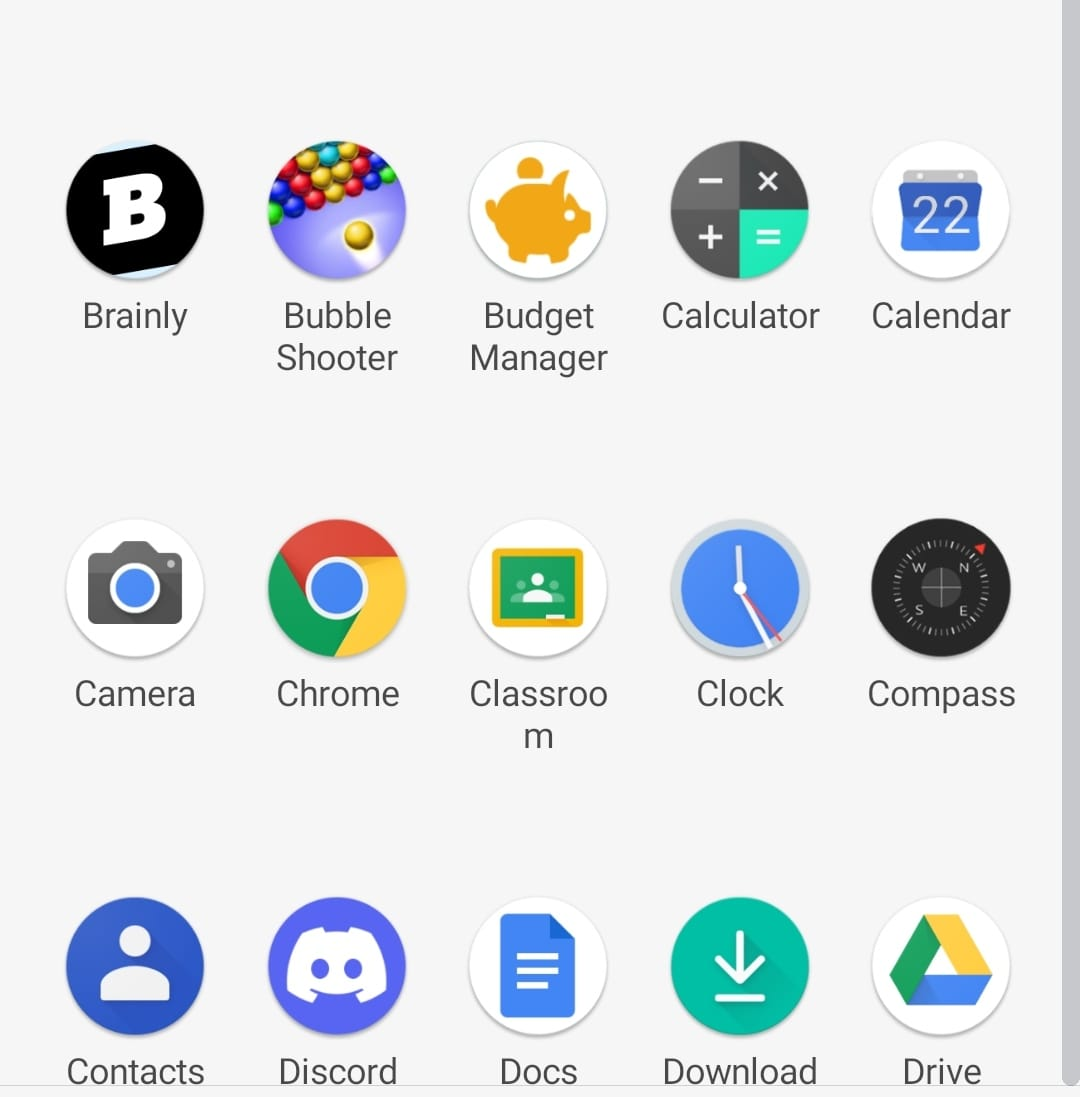 B
− ×
+ =
22
Brainly Bubble Budget Calculator Calendar
Shooter Manager
W N
S E
Camera Chrome Classroo Clock Compass
m
Contacts Discord Docs Download Drive